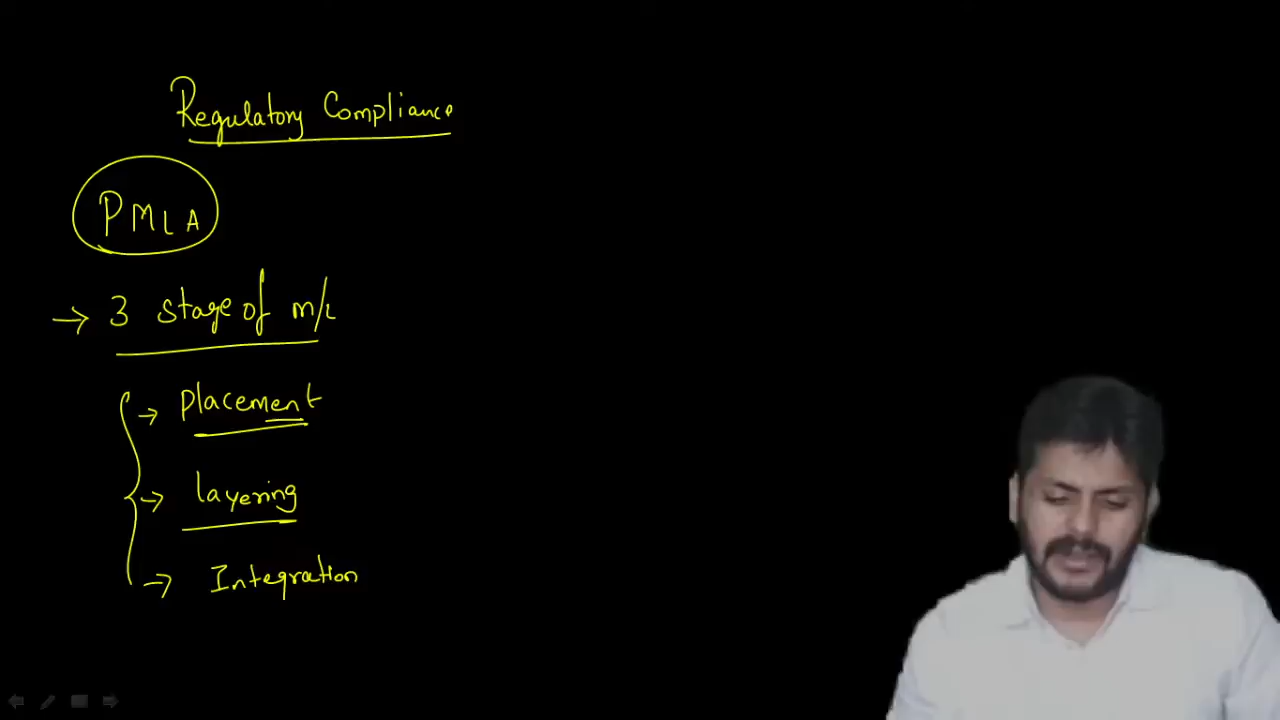 Regulatory Compliance
PMLA
→ 3 stage of m/L
→ Placement
→ layering
→ Integration